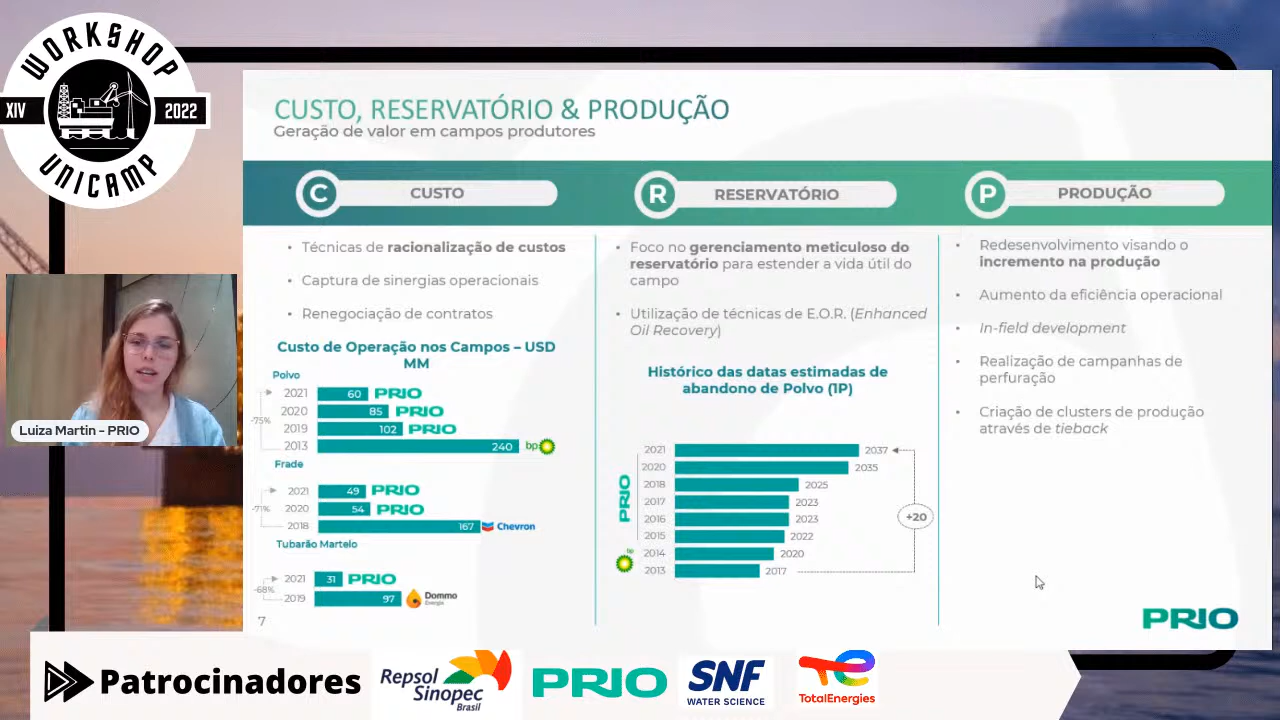 WORKSHOP
XIV
2022
UNICAMP
CUSTO, RESERVATÓRIO & PRODUÇÃO
Geração de valor em campos produtores
C
CUSTO
R
RESERVATÓRIO
P
PRODUÇÃO
• Técnicas de racionalização de custos
• Captura de sinergias operacionais
• Renegociação de contratos
Custo de Operação nos Campos – USD
MM
Polvo
2021 60 PRIO
2020 85 PRIO
2019 102 PRIO
2013 240 bp
-75%
Frade
2021 49 PRIO
2020 54 PRIO
2018 167 Chevron
-71%
Tubarão Martelo
2021 31 PRIO
2019 97 Dommo
Energia
-68%
7
• Foco no gerenciamento meticuloso do
reservatório para estender a vida útil do
campo
• Utilização de técnicas de E.O.R. (Enhanced
Oil Recovery)
Histórico das datas estimadas de
abandono de Polvo (1P)
PRIO
bp
2021 2037
2020 2035
2018 2025
2017 2023
2016 2023
2015 2022
2014 2020
2013 2017
+20
• Redesenvolvimento visando o
incremento na produção
• Aumento da eficiência operacional
• In-field development
• Realização de campanhas de
perfuração
• Criação de clusters de produção
através de tieback
PRIO
Luiza Martin - PRIO
Patrocinadores
Repsol
Sinopec
Brasil
PRIO
SNF
WATER SCIENCE
TotalEnergies